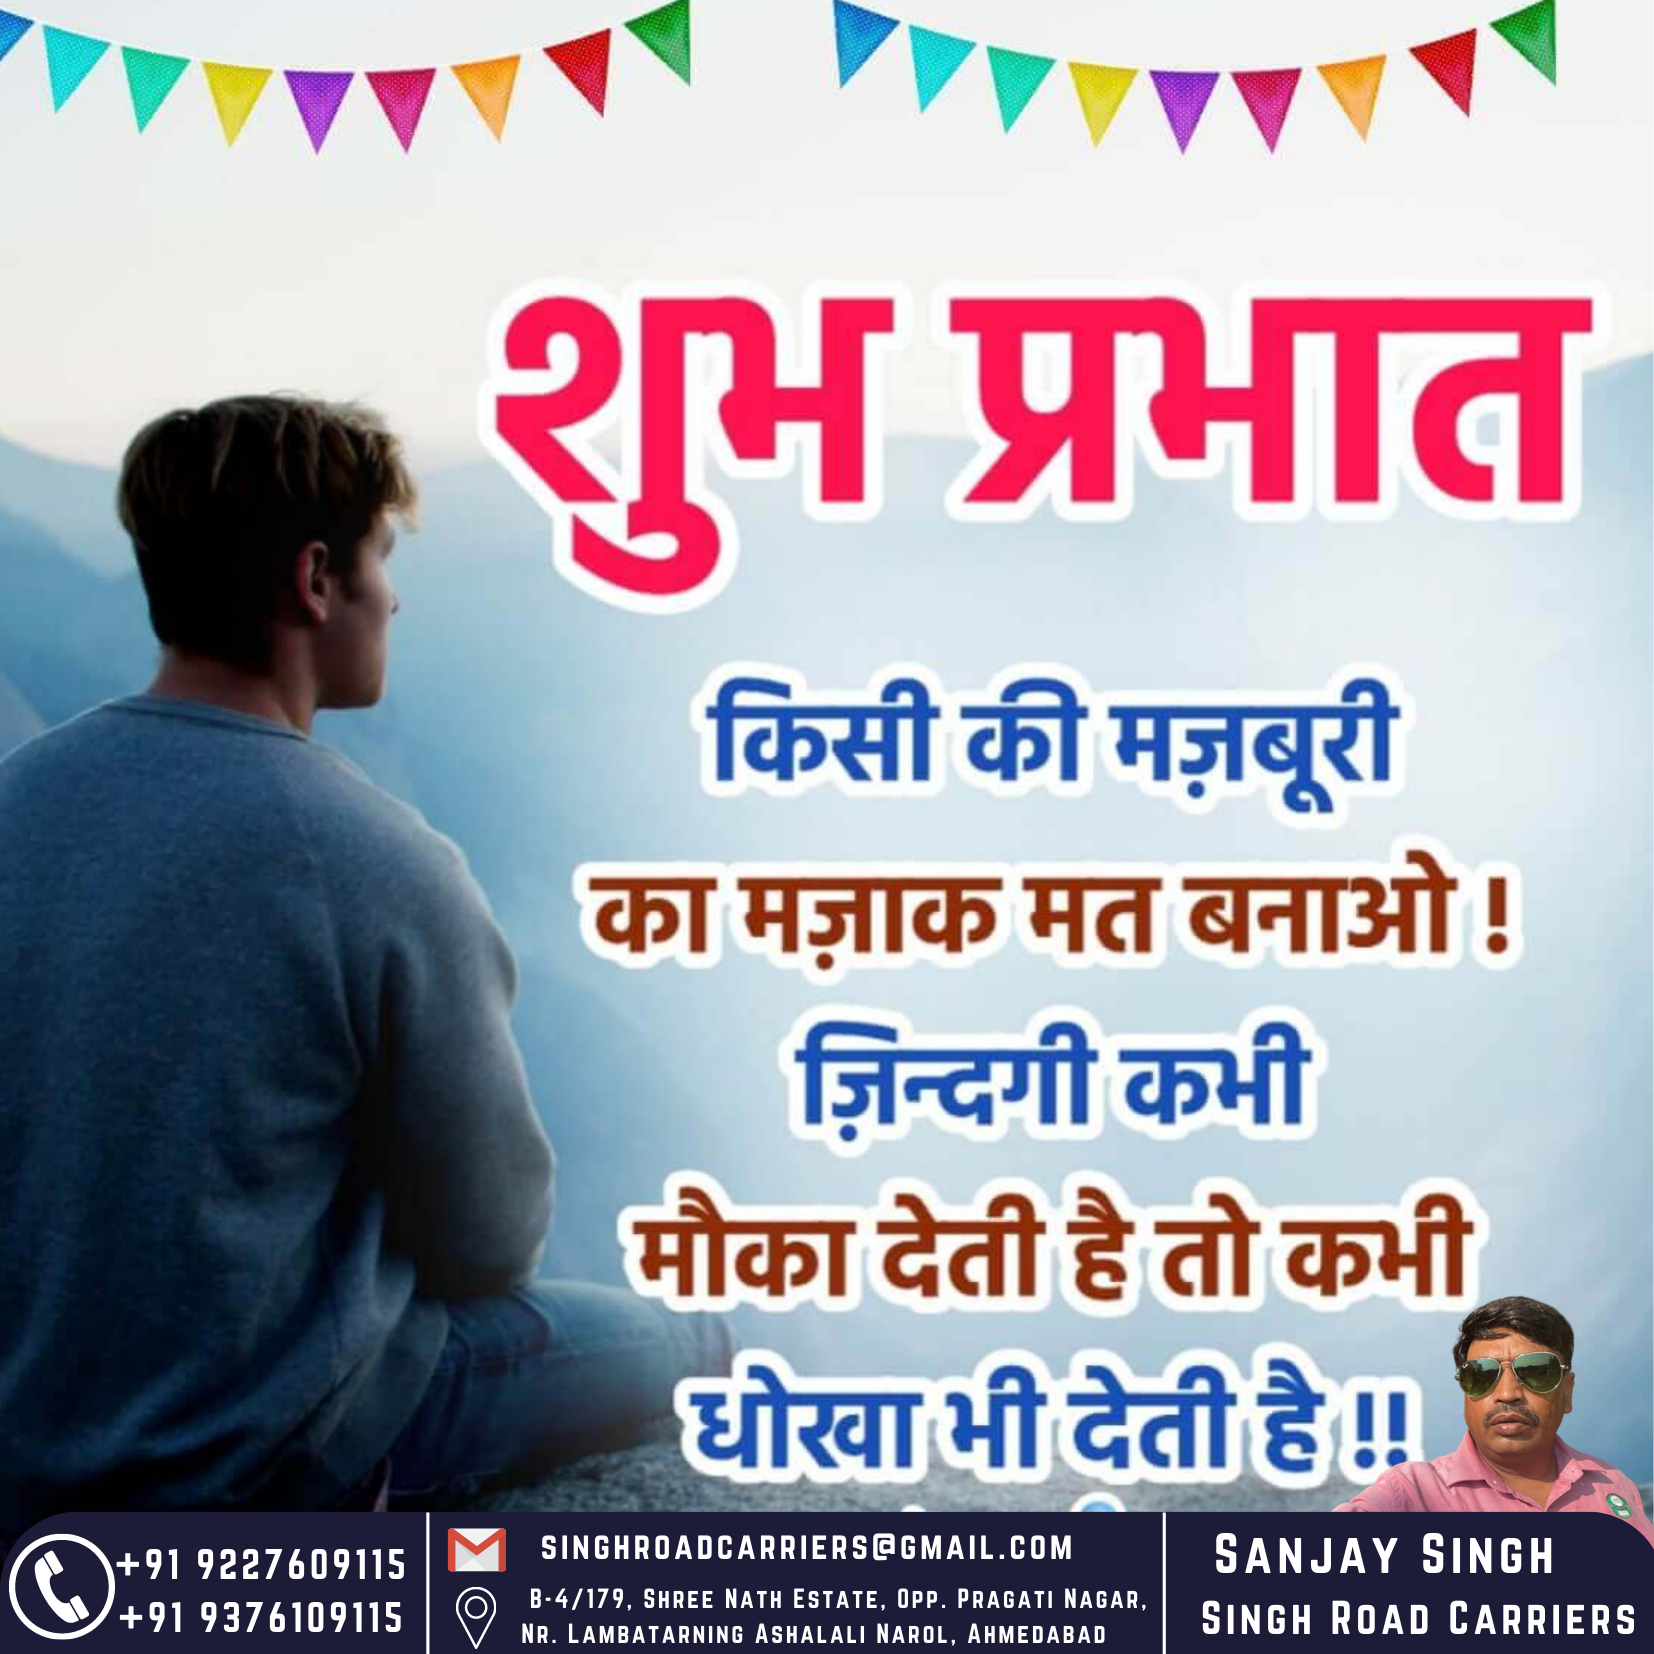 शुभ प्रभात
किसी की मज़बूरी
का मज़ाक मत बनाओ !
ज़िन्दगी कभी
मौका देती है तो कभी
धोखा भी देती है !!
+91 9227609115
+91 9376109115
SINGHROADCARRIERS@GMAIL.COM
B-4/179, SHREE NATH ESTATE, OPP. PRAGATI NAGAR,
NR. LAMBATARNING ASHALALI NAROL, AHMEDABAD
SANJAY SINGH
SINGH ROAD CARRIERS